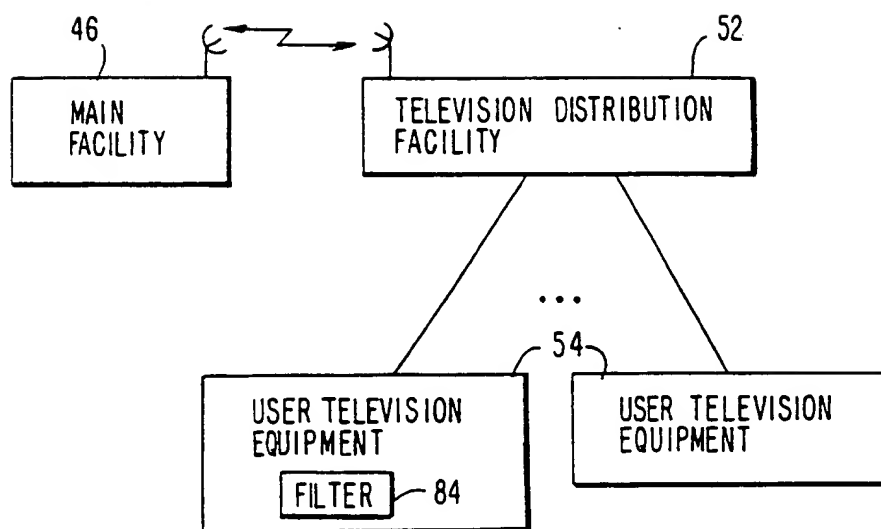 46
52
MAIN
FACILITY
TELEVISION DISTRIBUTION
FACILITY
...
54
USER TELEVISION
EQUIPMENT
FILTER
84
USER TELEVISION
EQUIPMENT